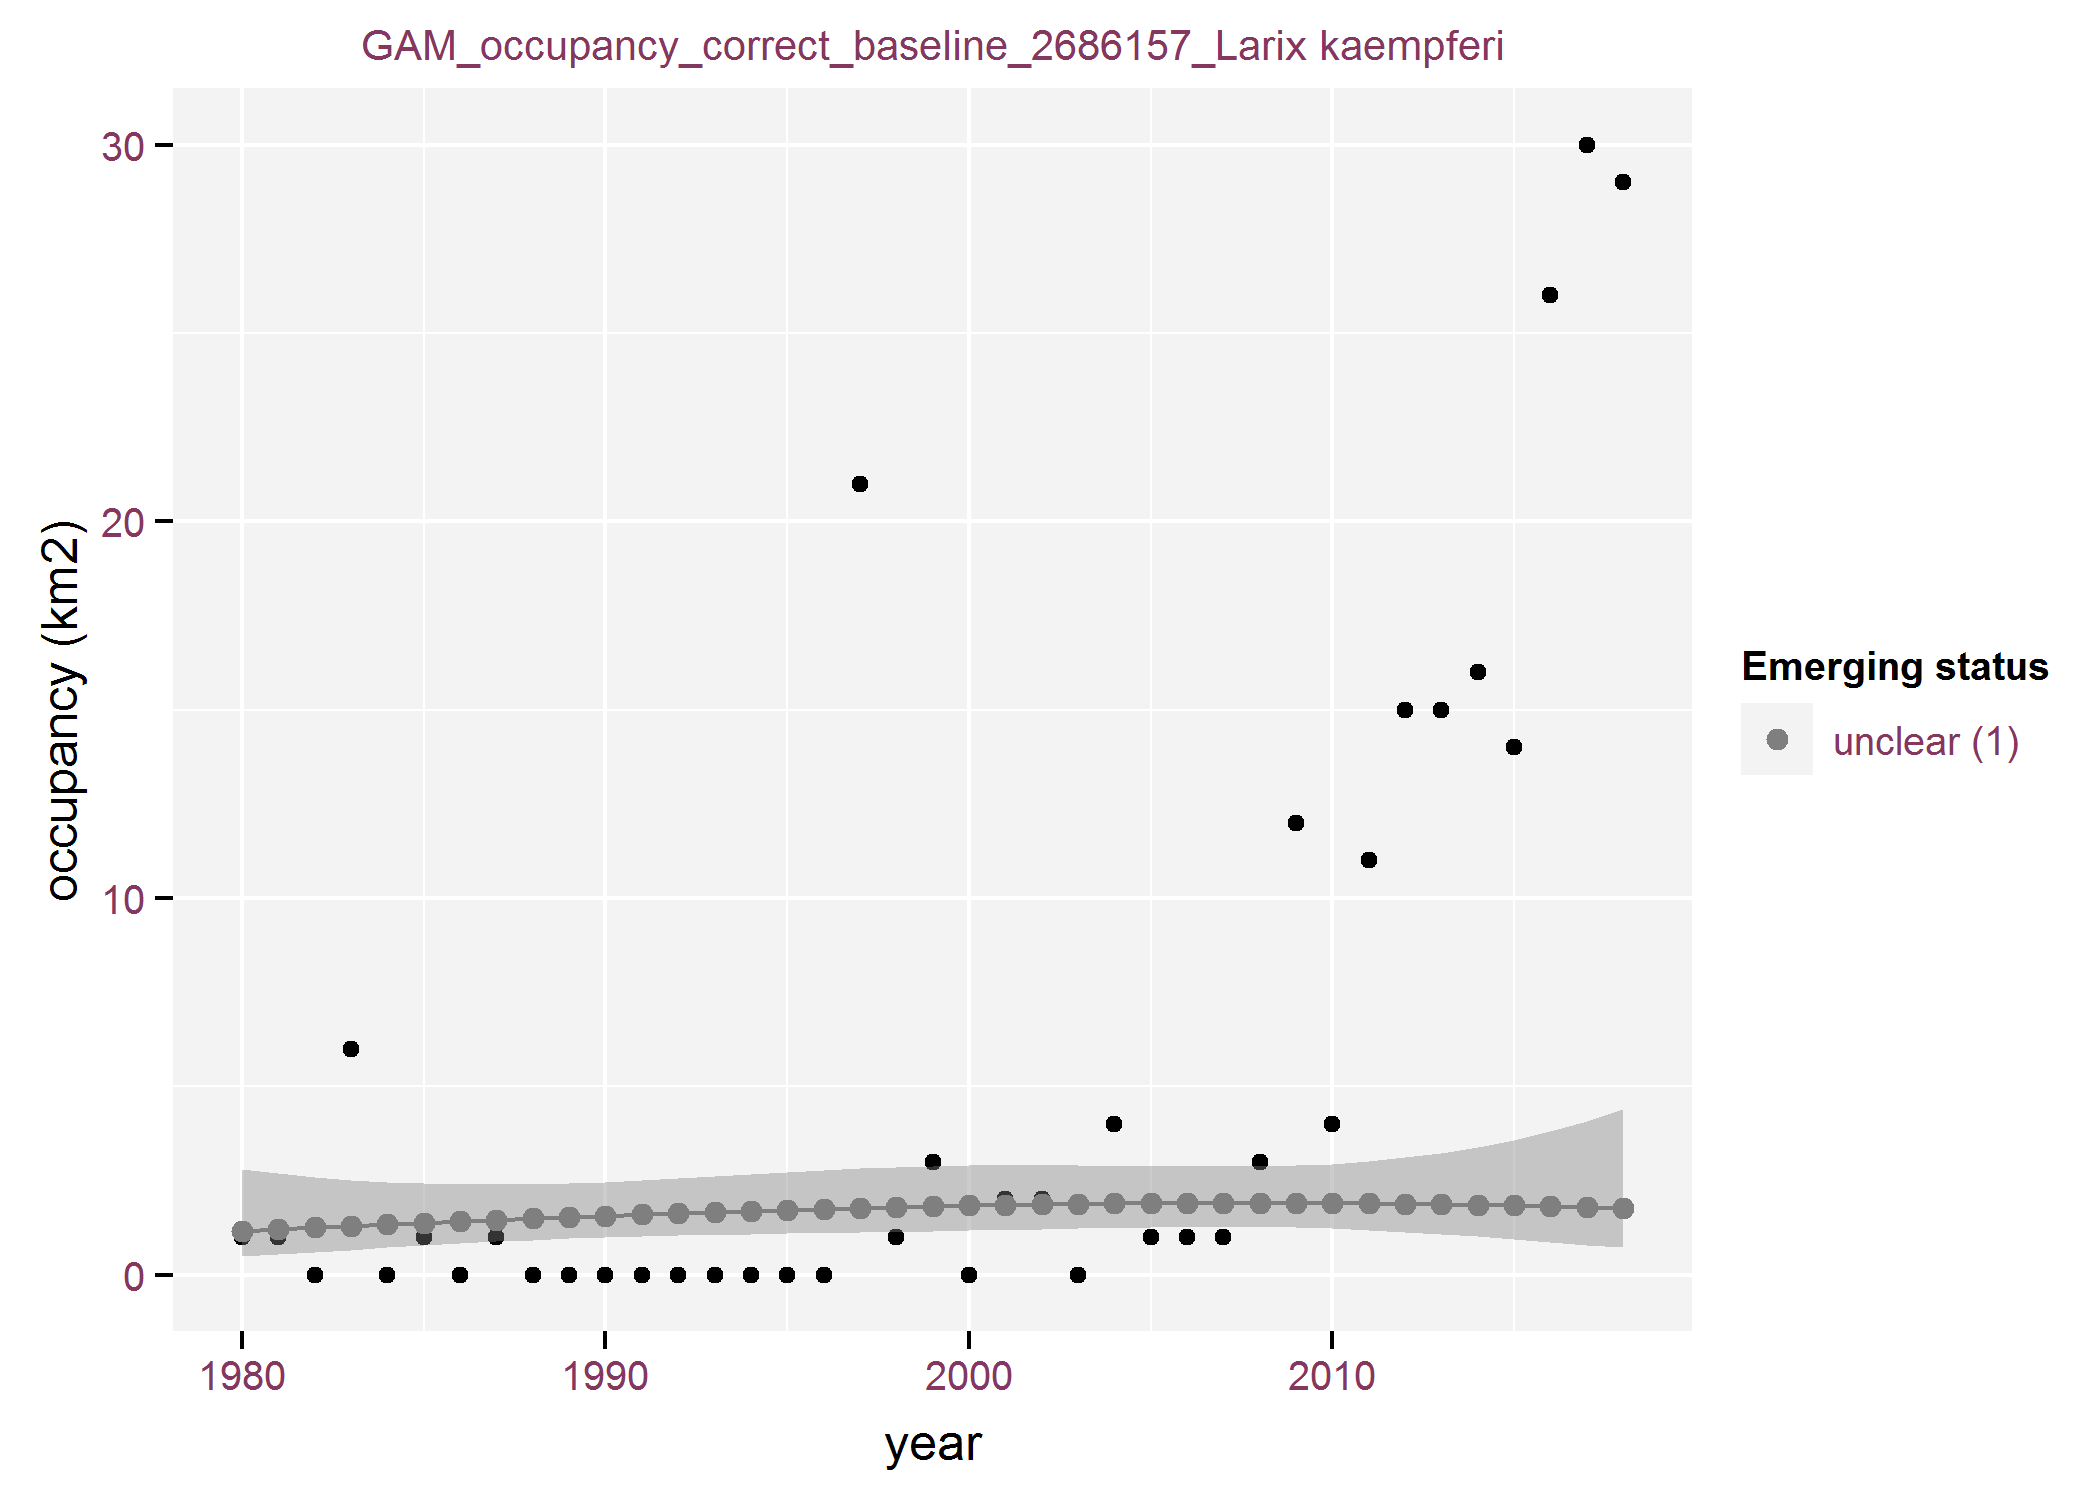 GAM_occupancy_correct_baseline_2686157_Larix kaempferi
30
20
10
0
occupancy (km2)
1980 1990 2000 2010
year
Emerging status
unclear (1)